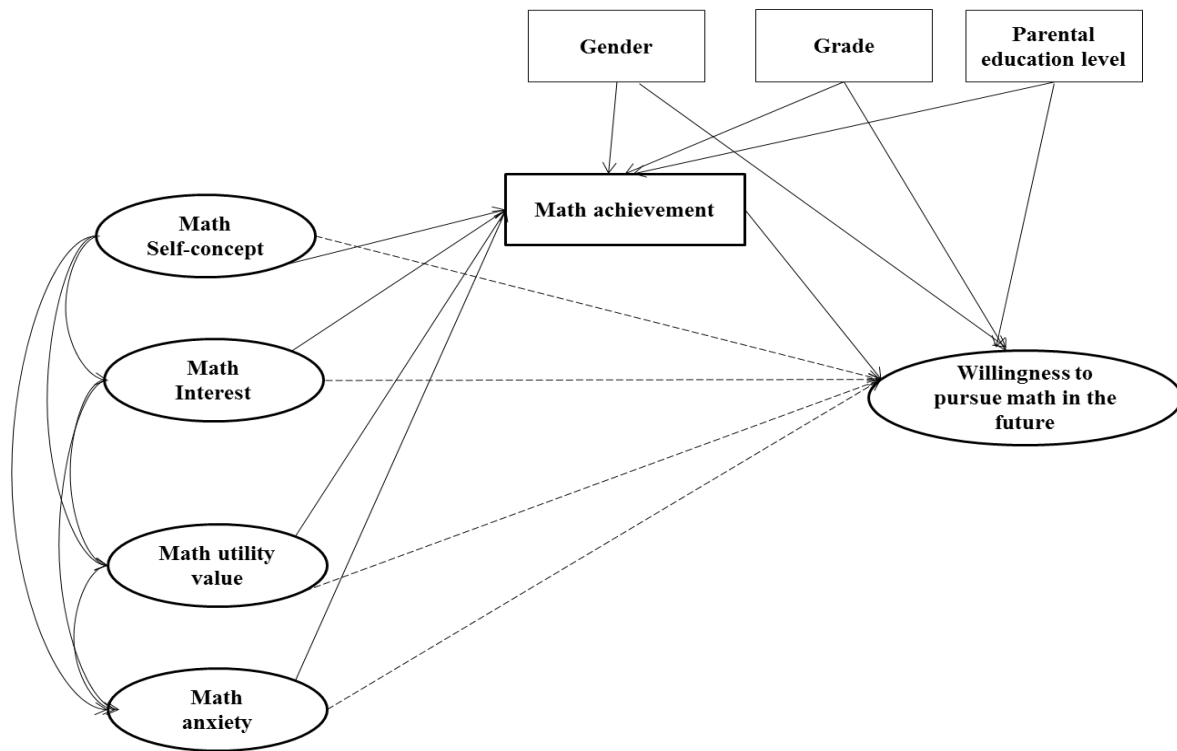 Gender
Grade
Parental
education level
Math achievement
Math
Self-concept
Math
Interest
Willingness to
pursue math in the
future
Math utility
value
Math
anxiety